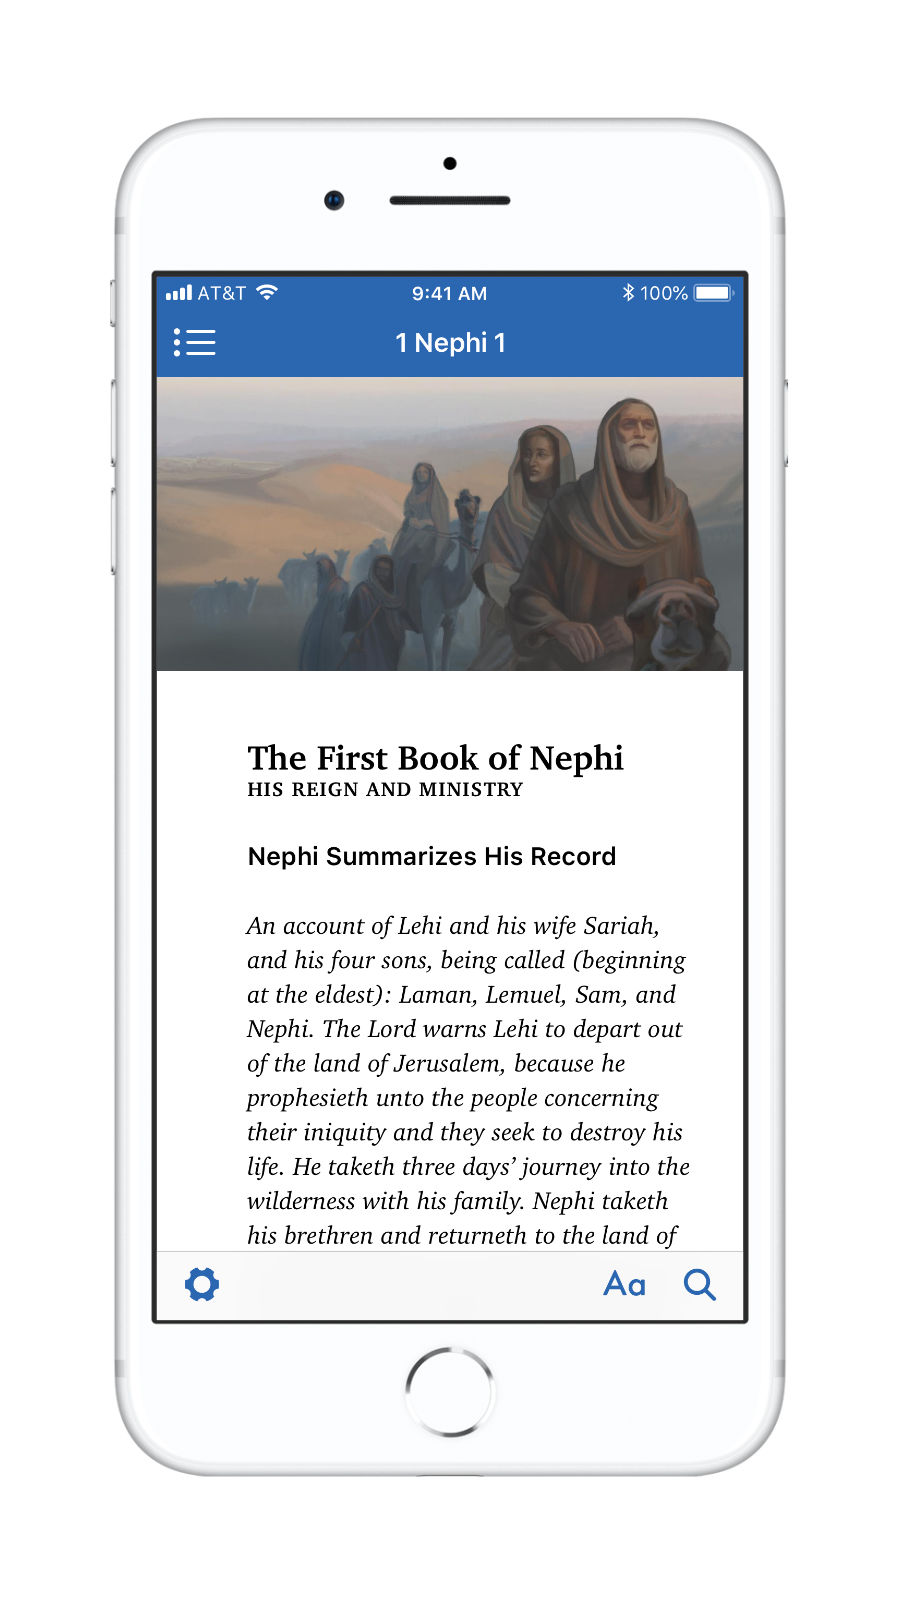 AT&T 9:41 AM 100%
1 Nephi 1
The First Book of Nephi
HIS REIGN AND MINISTRY
Nephi Summarizes His Record
An account of Lehi and his wife Sariah,
and his four sons, being called (beginning
at the eldest): Laman, Lemuel, Sam, and
Nephi. The Lord warns Lehi to depart out
of the land of Jerusalem, because he
prophesieth unto the people concerning
their iniquity and they seek to destroy his
life. He taketh three days’ journey into the
wilderness with his family. Nephi taketh
his brethren and returneth to the land of
Aa